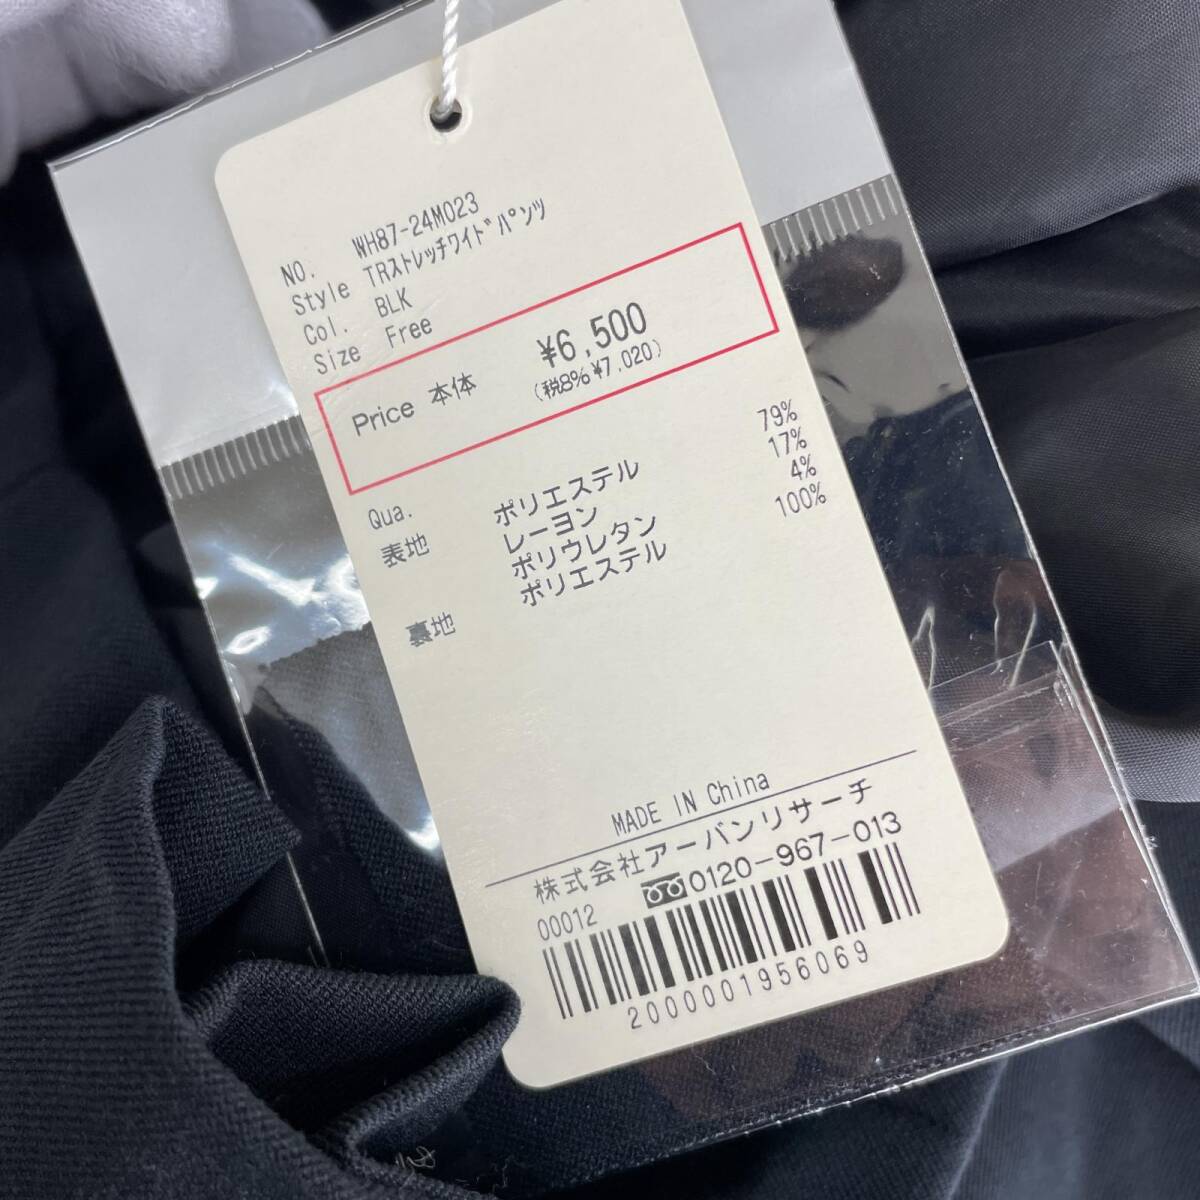 NO. WH87-24M023
Style TRｽﾄﾚｯﾁﾜｲﾄﾞﾊﾟﾝﾂ
Col. BLK
Size Free
Price 本体 ¥6,500
(税8% ¥7,020)
Qua.
表地 ポリエステル 79%
レーヨン 17%
ポリウレタン 4%
裏地 ポリエステル 100%
MADE IN China
株式会社アーバンリサーチ
0120-967-013
00012
2000001956069